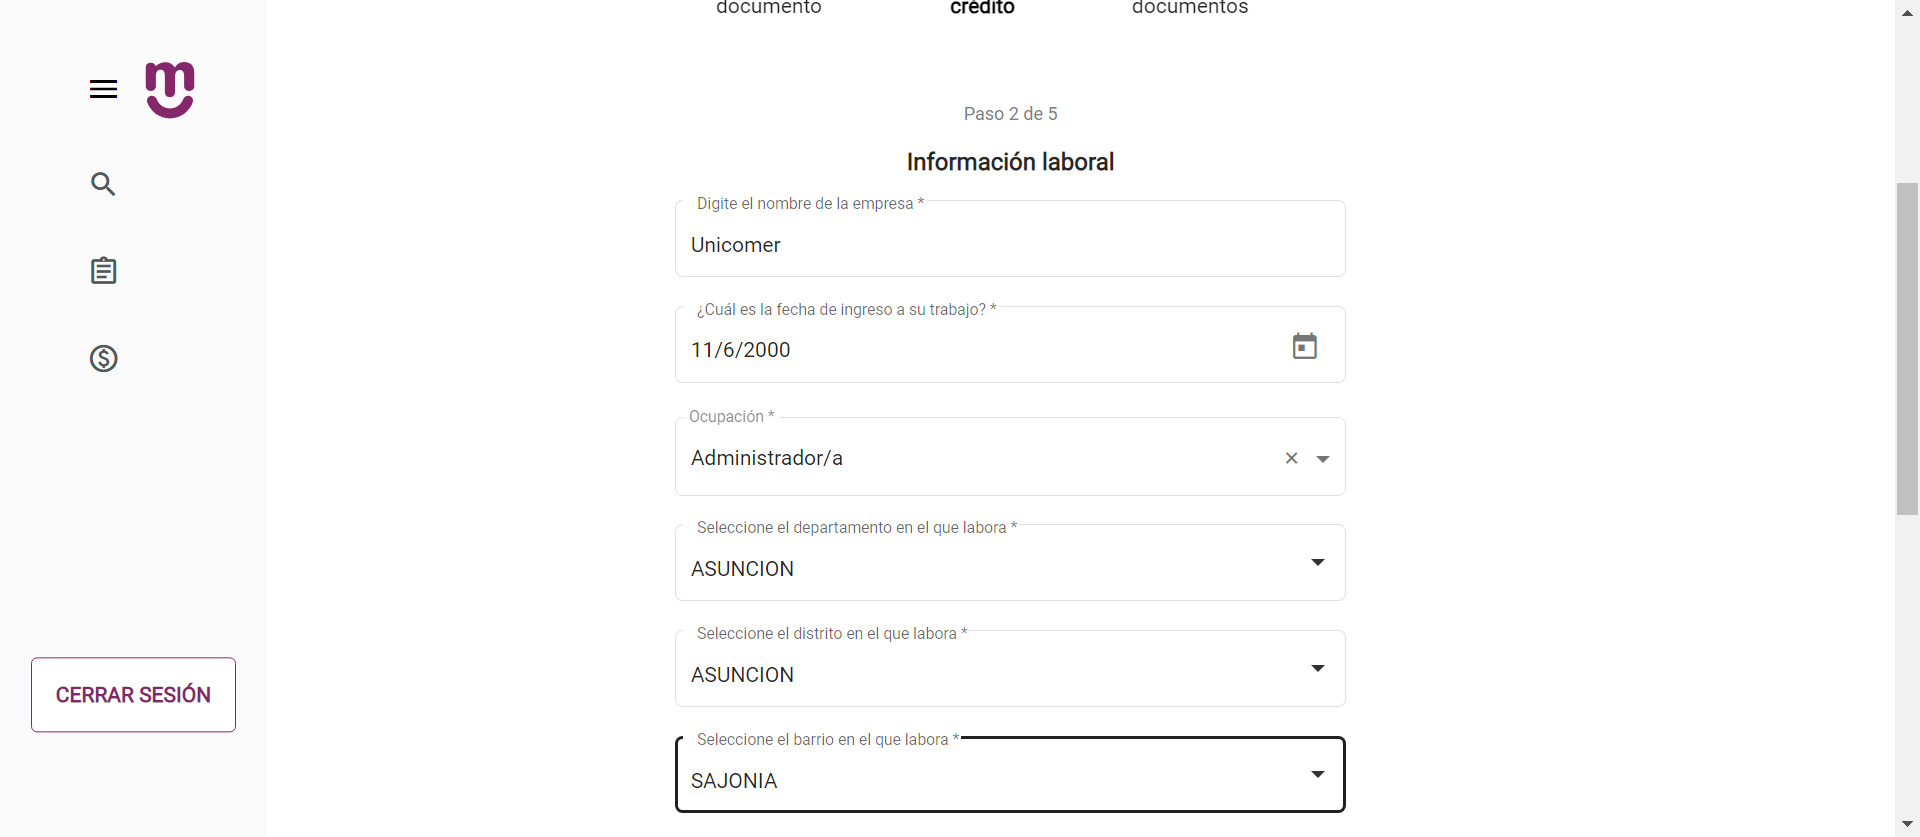 documento
crédito
documentos
Paso 2 de 5
Información laboral
Digite el nombre de la empresa *
Unicomer
¿Cuál es la fecha de ingreso a su trabajo? *
11/6/2000
Ocupación *
Administrador/a
Seleccione el departamento en el que labora *
ASUNCION
Seleccione el distrito en el que labora *
ASUNCION
Seleccione el barrio en el que labora *
SAJONIA
CERRAR SESIÓN